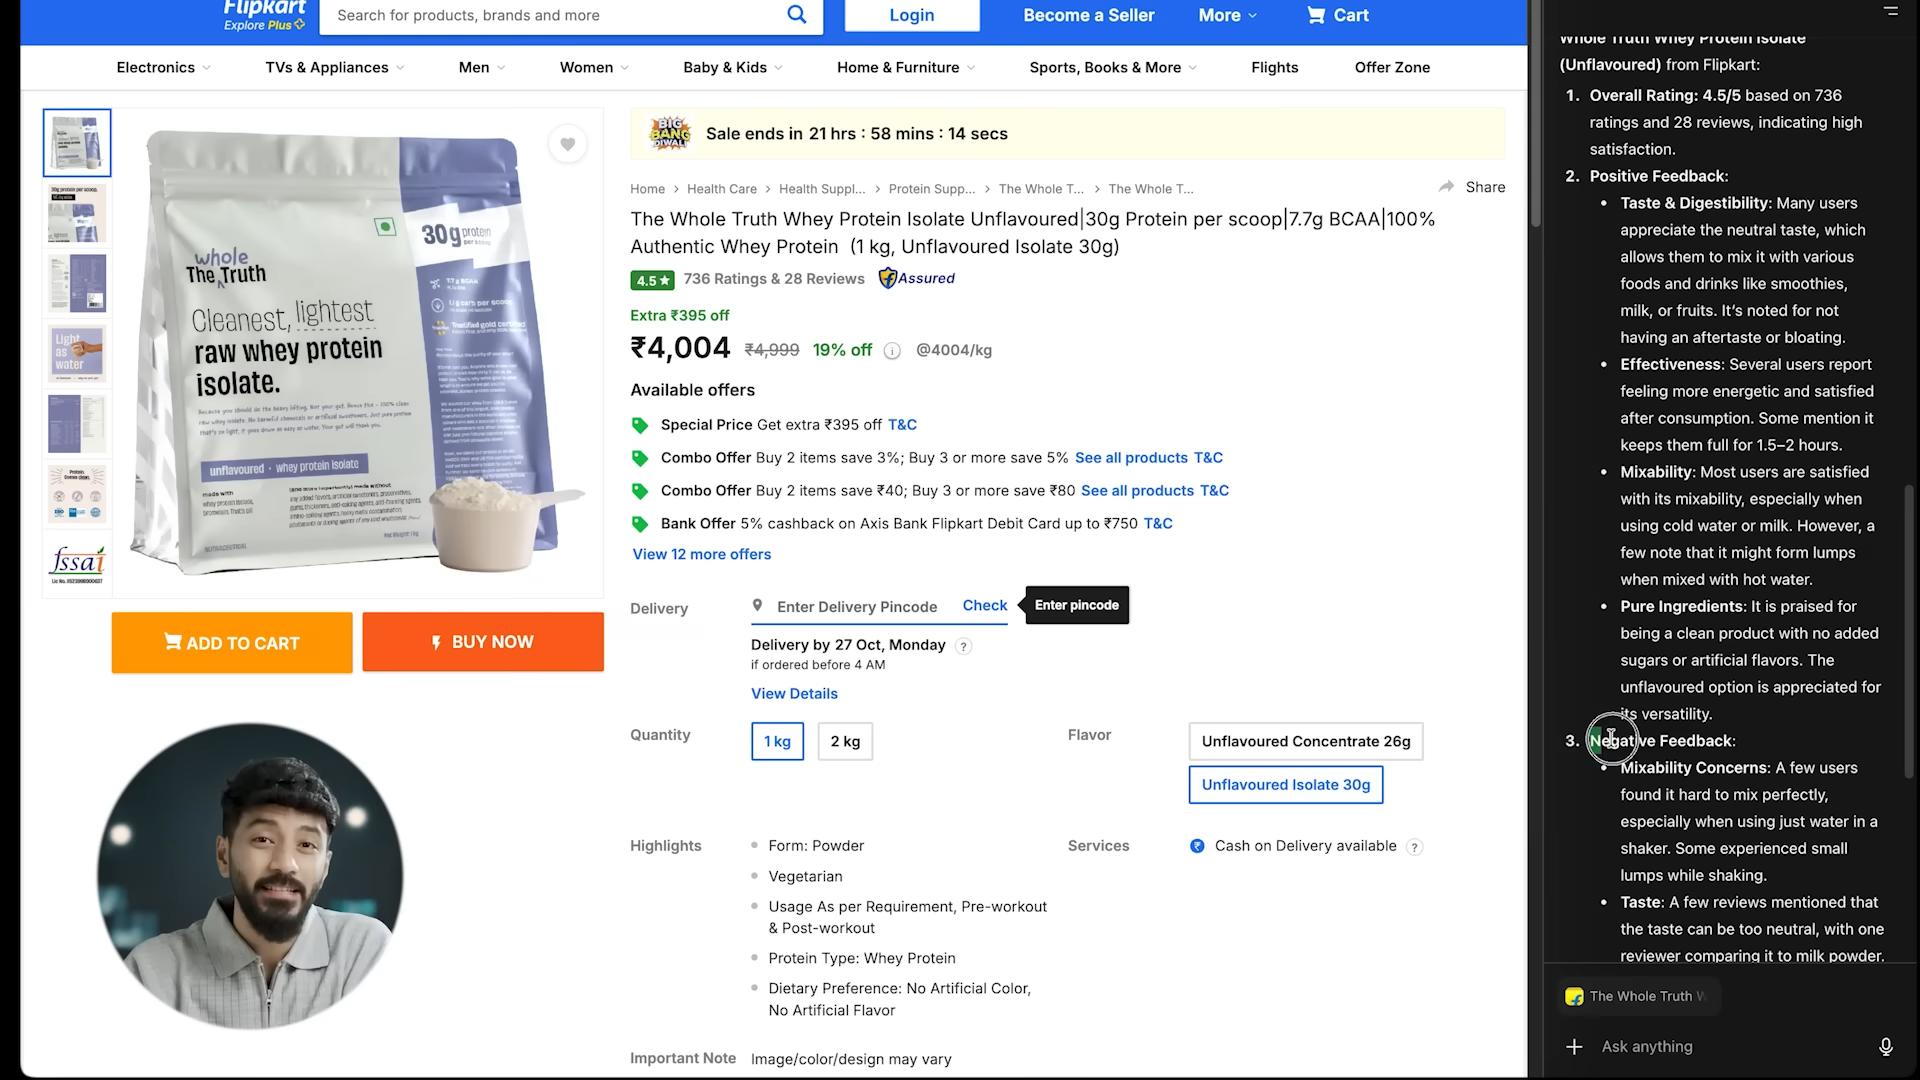 Flipkart
Explore Plus
Search for products, brands and more
Login
Become a Seller
More
Cart
Electronics
TVs & Appliances
Men
Women
Baby & Kids
Home & Furniture
Sports, Books & More
Flights
Offer Zone
BIG BANG DIWALI
Sale ends in 21 hrs : 58 mins : 14 secs
Home
Health Care
Health Suppl...
Protein Supp...
The Whole T...
The Whole T...
Share
The Whole Truth Whey Protein Isolate Unflavoured|30g Protein per scoop|7.7g BCAA|100%
Authentic Whey Protein (1 kg, Unflavoured Isolate 30g)
4.5★ 736 Ratings & 28 Reviews Assured
Extra ₹395 off
₹4,004 ₹4,999 19% off i @4004/kg
Available offers
Special Price Get extra ₹395 off T&C
Combo Offer Buy 2 items save 3%; Buy 3 or more save 5% See all products T&C
Combo Offer Buy 2 items save ₹40; Buy 3 or more save ₹80 See all products T&C
Bank Offer 5% cashback on Axis Bank Flipkart Debit Card up to ₹750 T&C
View 12 more offers
Delivery
Enter Delivery Pincode
Check
Enter pincode
Delivery by 27 Oct, Monday ?
if ordered before 4 AM
View Details
Quantity
1 kg
2 kg
Flavor
Unflavoured Concentrate 26g
Unflavoured Isolate 30g
Highlights
Form: Powder
Vegetarian
Usage As per Requirement, Pre-workout
& Post-workout
Protein Type: Whey Protein
Dietary Preference: No Artificial Color,
No Artificial Flavor
Services
Cash on Delivery available ?
Important Note
Image/color/design may vary
whole
The Truth
30g protein
per scoop
Cleanest, lightest
raw whey protein
isolate.
unflavoured · whey protein isolate
made with
Light
as
water
fssai
ADD TO CART
BUY NOW
Whole Truth Whey Protein Isolate
(Unflavoured) from Flipkart:
1. Overall Rating: 4.5/5 based on 736
ratings and 28 reviews, indicating high
satisfaction.
2. Positive Feedback:
• Taste & Digestibility: Many users
appreciate the neutral taste, which
allows them to mix it with various
foods and drinks like smoothies,
milk, or fruits. It's noted for not
having an aftertaste or bloating.
• Effectiveness: Several users report
feeling more energetic and satisfied
after consumption. Some mention it
keeps them full for 1.5–2 hours.
• Mixability: Most users are satisfied
with its mixability, especially when
using cold water or milk. However, a
few note that it might form lumps
when mixed with hot water.
• Pure Ingredients: It is praised for
being a clean product with no added
sugars or artificial flavors. The
unflavoured option is appreciated for
its versatility.
3. Negative Feedback:
• Mixability Concerns: A few users
found it hard to mix perfectly,
especially when using just water in a
shaker. Some experienced small
lumps while shaking.
• Taste: A few reviews mentioned that
the taste can be too neutral, with one
reviewer comparing it to milk powder.
The Whole Truth W
Ask anything